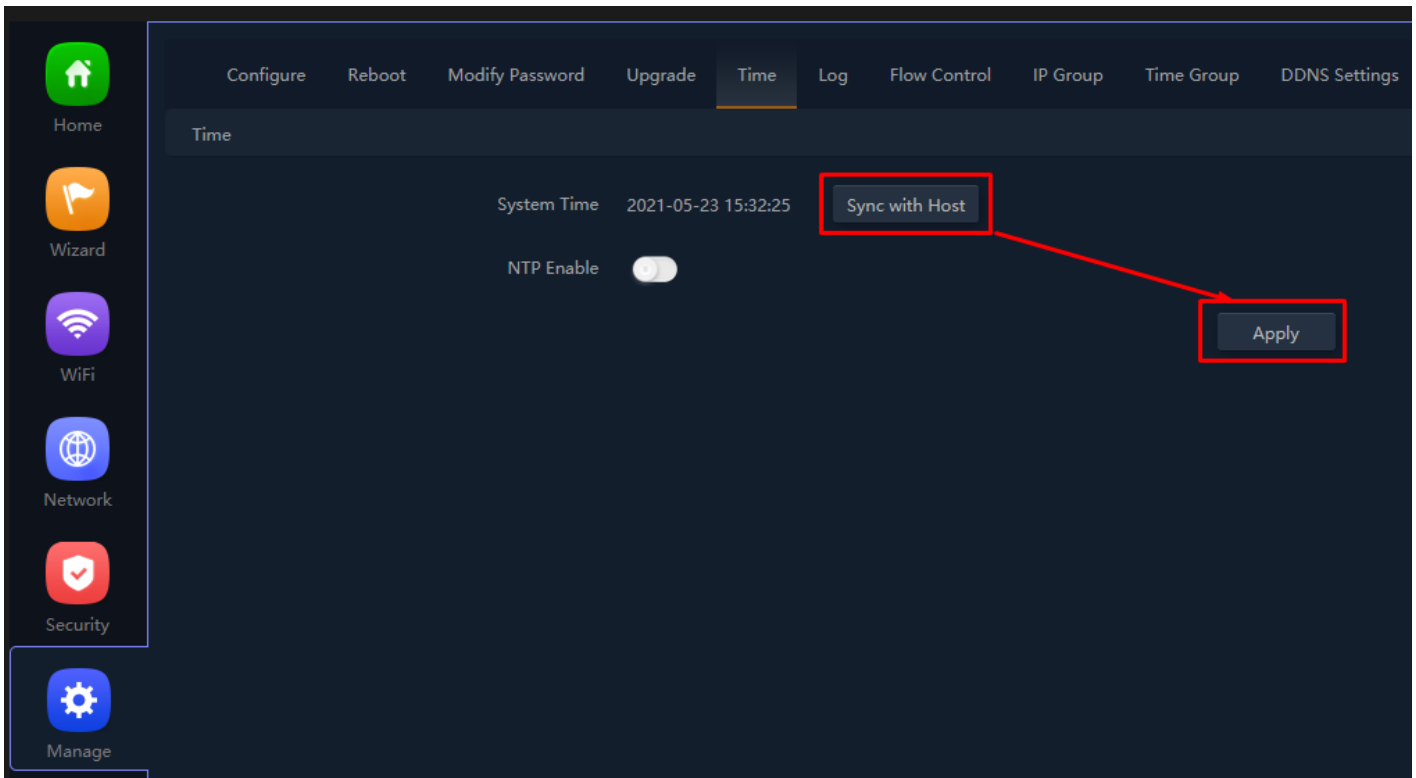 Configure Reboot Modify Password Upgrade Time Log Flow Control IP Group Time Group DDNS Settings
Home
Time
System Time 2021-05-23 15:32:25 Sync with Host
Wizard
NTP Enable
Apply
WiFi
Network
Security
Manage